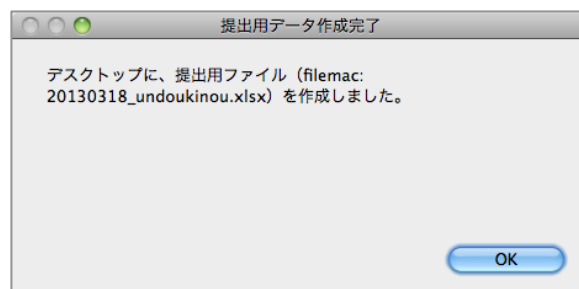 提出用データ作成完了
デスクトップに、提出用ファイル（filemac:
20130318_undoukinou.xlsx）を作成しました。
OK